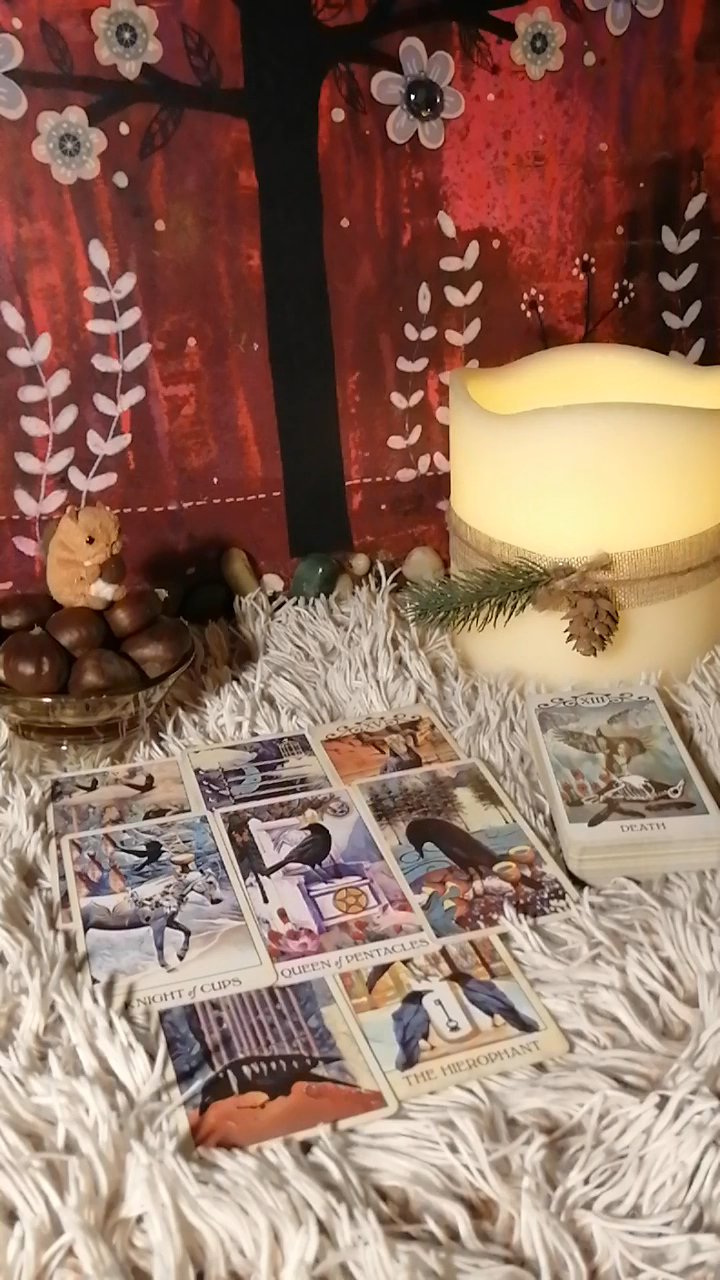 XIII
DEATH
KNIGHT of CUPS
QUEEN of PENTACLES
THE HIEROPHANT